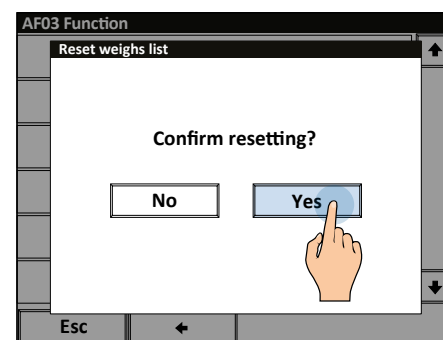 AF03 Function
Reset weighs list
Confirm resetting?
No
Yes
Esc